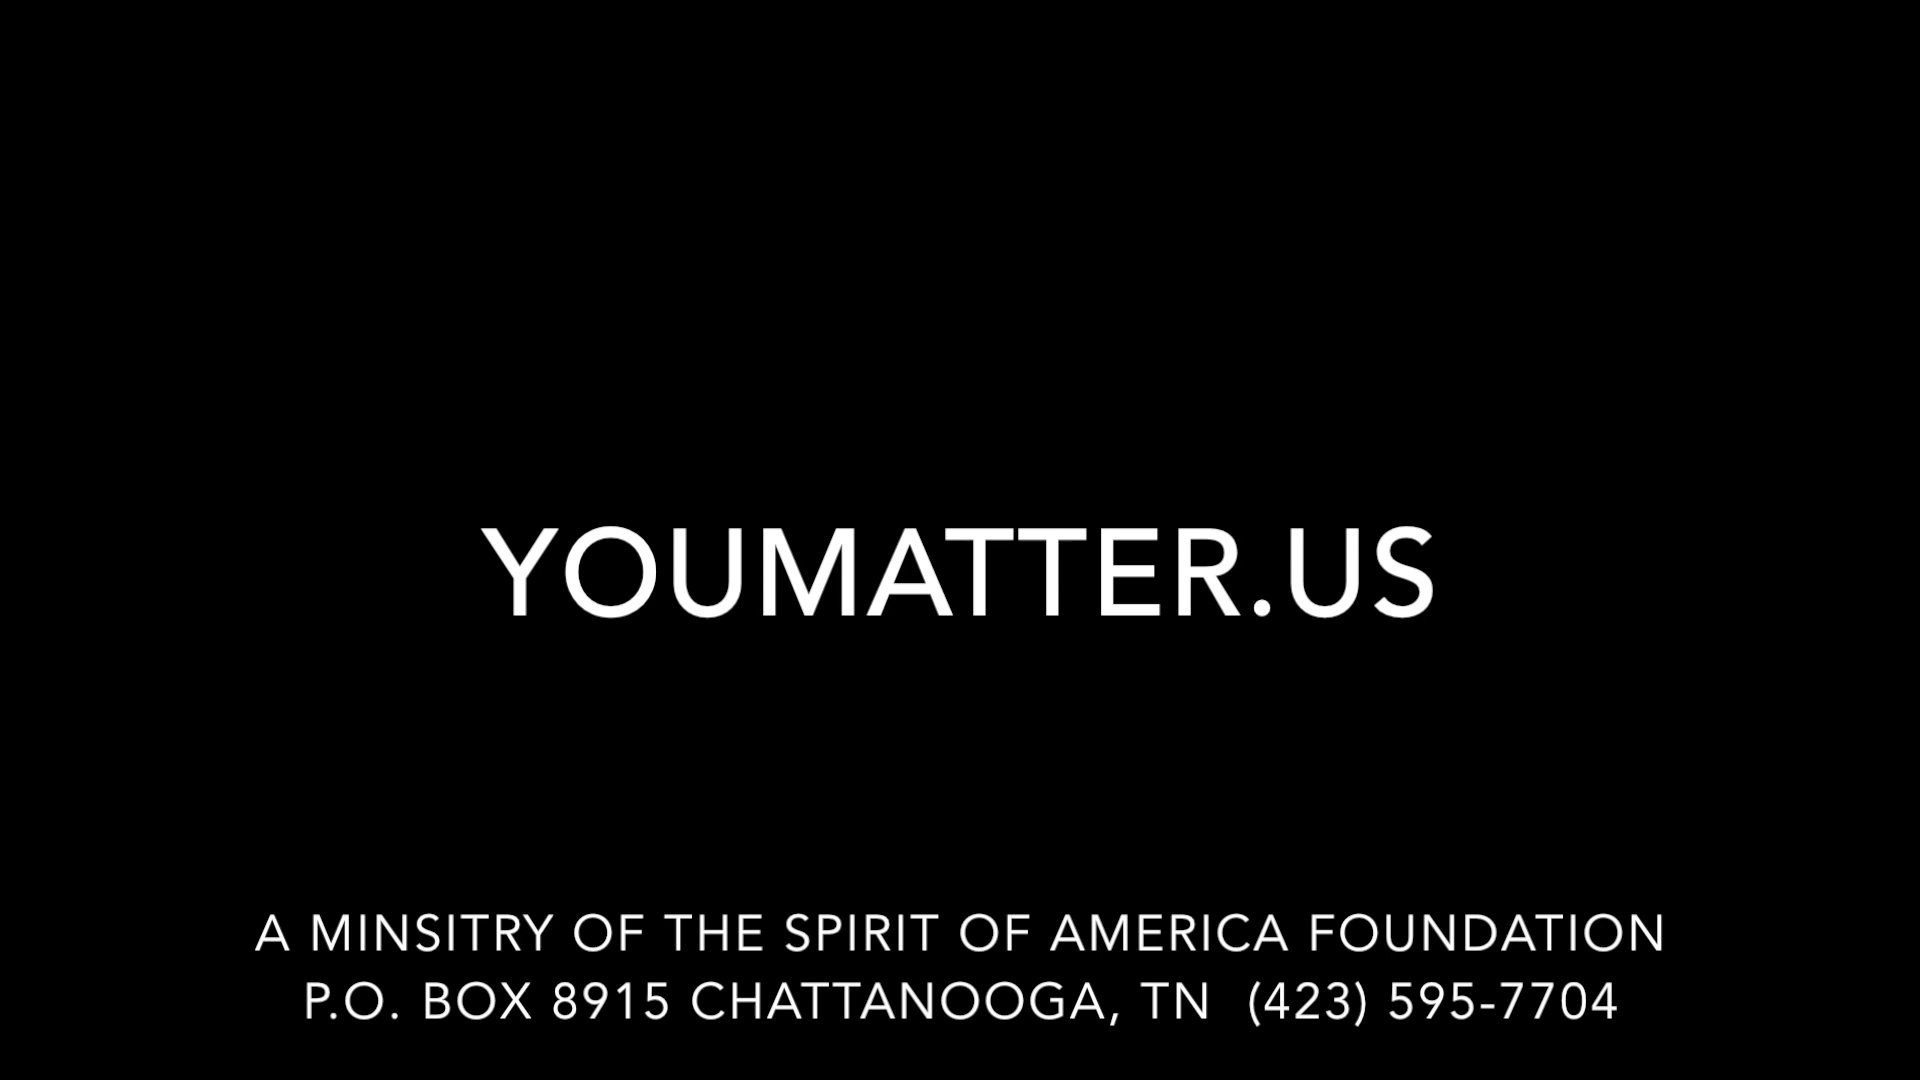 YOUMATTER.US
A MINSITRY OF THE SPIRIT OF AMERICA FOUNDATION
P.O. BOX 8915 CHATTANOOGA, TN (423) 595-7704